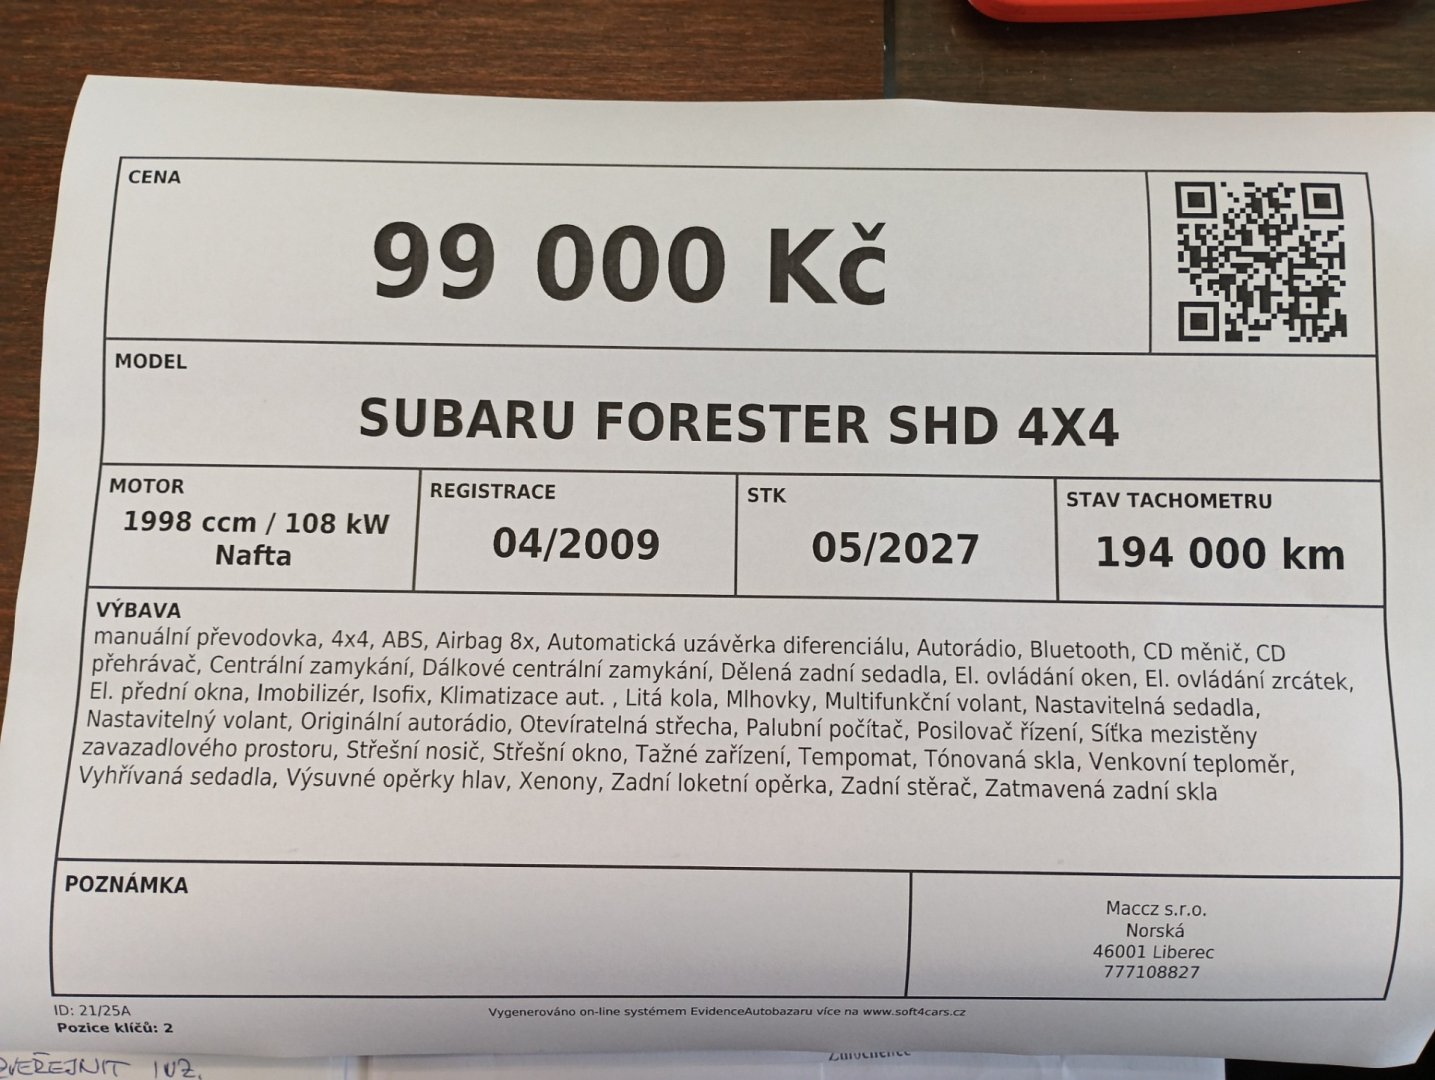 CENA
99 000 Kč
MODEL
SUBARU FORESTER SHD 4X4
MOTOR
1998 ccm / 108 kW
Nafta
REGISTRACE
04/2009
STK
05/2027
STAV TACHOMETRU
194 000 km
VÝBAVA
manuální převodovka, 4x4, ABS, Airbag 8x, Automatická uzávěrka diferenciálu, Autorádio, Bluetooth, CD měnič, CD
přehrávač, Centrální zamykání, Dálkové centrální zamykání, Dělená zadní sedadla, El. ovládání oken, El. ovládání zrcátek,
El. přední okna, Imobilizér, Isofix, Klimatizace aut. , Litá kola, Mlhovky, Multifunkční volant, Nastavitelná sedadla,
Nastavitelný volant, Originální autorádio, Otevíratelná střecha, Palubní počítač, Posilovač řízení, Síťka mezistěny
zavazadlového prostoru, Střešní nosič, Střešní okno, Tažné zařízení, Tempomat, Tónovaná skla, Venkovní teploměr,
Vyhřívaná sedadla, Výsuvné opěrky hlav, Xenony, Zadní loketní opěrka, Zadní stěrač, Zatmavená zadní skla
POZNÁMKA
Maccz s.r.o.
Norská
46001 Liberec
777108827
ID: 21/25A
Pozice klíčů: 2
Vygenerováno on-line systémem EvidenceAutobazaru více na www.soft4cars.cz